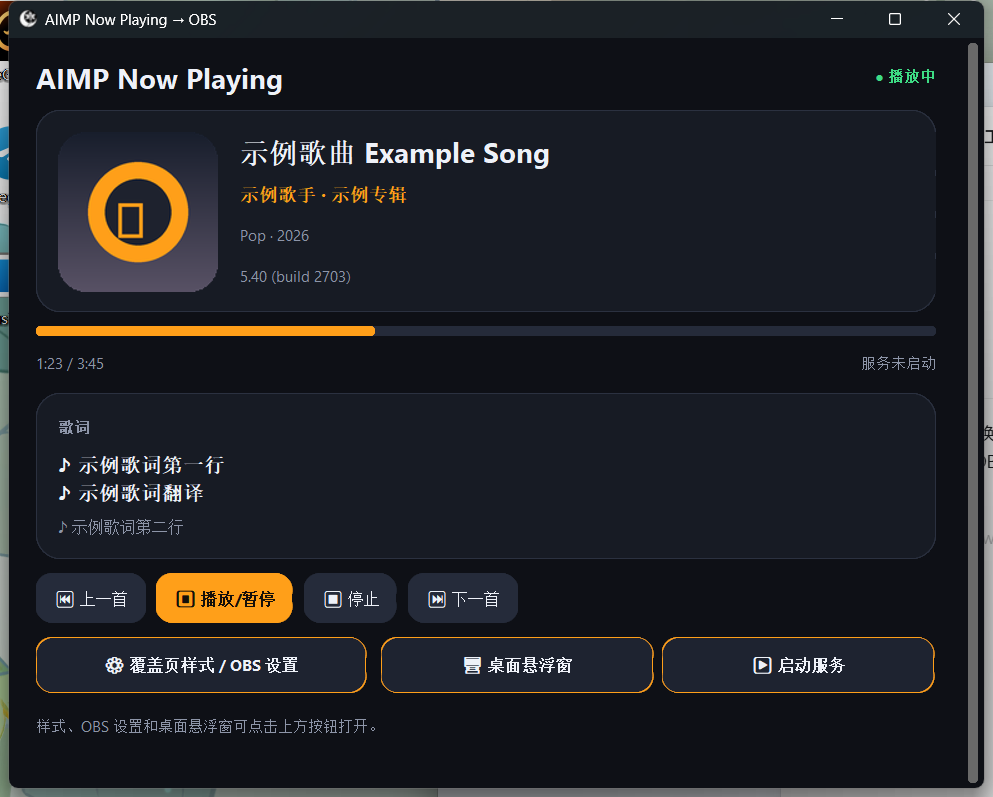 AIMP Now Playing → OBS
AIMP Now Playing
● 播放中
示例歌曲 Example Song
示例歌手 · 示例专辑
Pop · 2026
5.40 (build 2703)
1:23 / 3:45
服务未启动
歌词
♪ 示例歌词第一行
♪ 示例歌词翻译
♪ 示例歌词第二行
⏮ 上一首
⏯ 播放/暂停
⏹ 停止
⏭ 下一首
覆盖页样式 / OBS 设置
桌面悬浮窗
启动服务
样式、OBS 设置和桌面悬浮窗可点击上方按钮打开。